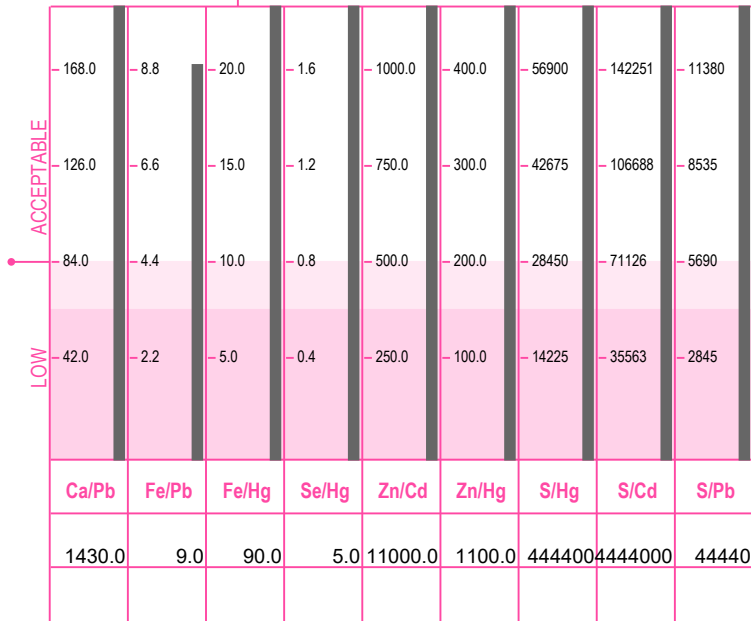 168.0 8.8 20.0 1.6 1000.0 400.0 56900 142251 11380
ACCEPTABLE
126.0 6.6 15.0 1.2 750.0 300.0 42675 106688 8535
84.0 4.4 10.0 0.8 500.0 200.0 28450 71126 5690
LOW
42.0 2.2 5.0 0.4 250.0 100.0 14225 35563 2845
Ca/Pb Fe/Pb Fe/Hg Se/Hg Zn/Cd Zn/Hg S/Hg S/Cd S/Pb
1430.0 9.0 90.0 5.0 11000.0 1100.0 444400 4444000 44440